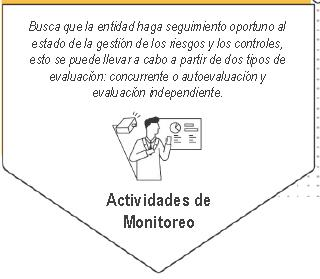 Busca que la entidad haga seguimiento oportuno al
estado de la gestión de los riesgos y los controles,
esto se puede llevar a cabo a partir de dos tipos de
evaluación: concurrente o autoevaluación y
evaluación independiente.
Actividades de
Monitoreo